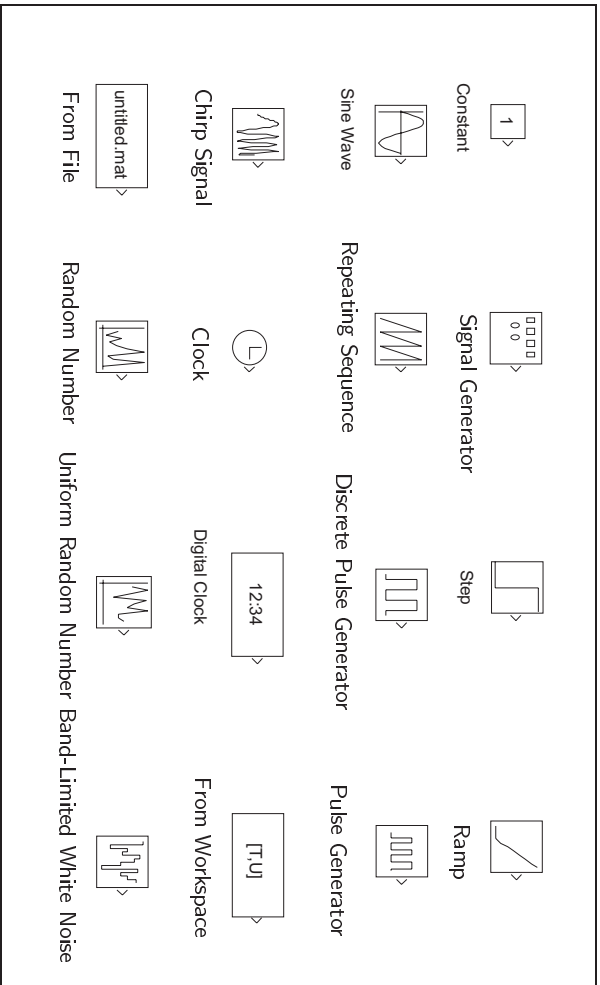 1
Constant
Signal Generator
Step
Ramp
Sine Wave
Repeating Sequence
Discrete Pulse Generator
Pulse Generator
Chirp Signal
Clock
12:34
Digital Clock
[T,U]
From Workspace
untitled.mat
From File
Random Number
Uniform Random Number
Band-Limited White Noise